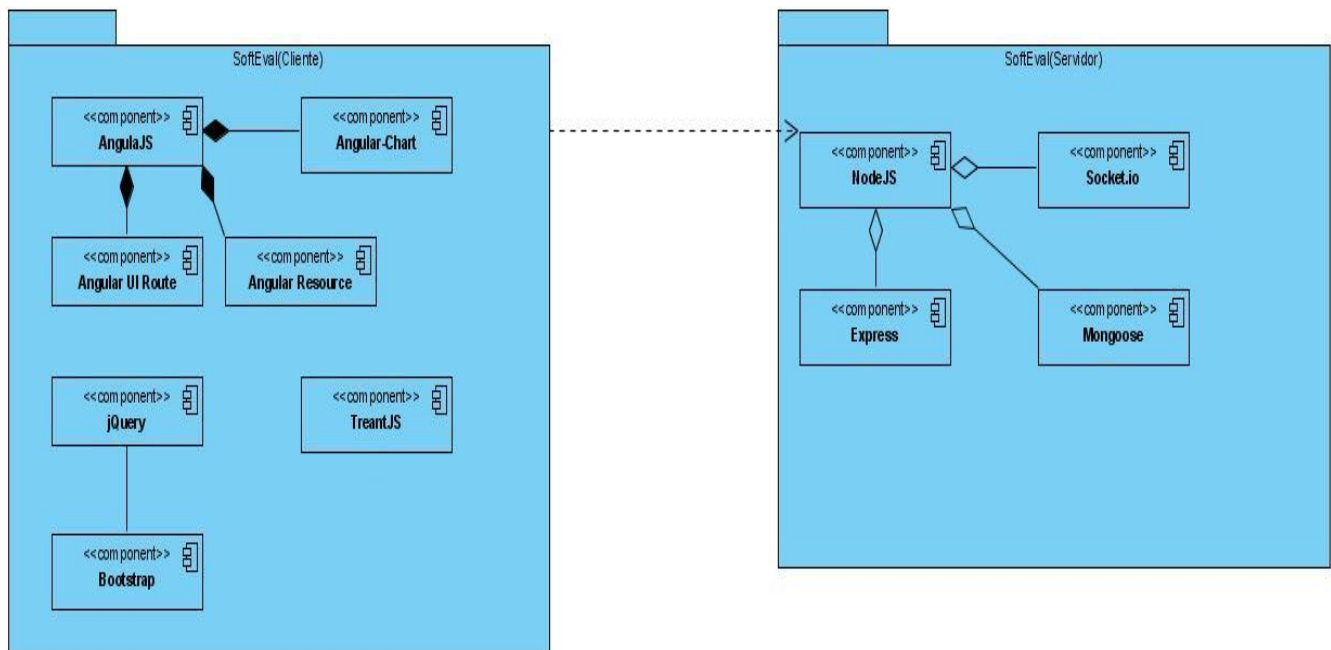 SoftEval(Cliente)
<<component>>
AngulaJS
<<component>>
Angular-Chart
<<component>>
Angular UI Route
<<component>>
Angular Resource
<<component>>
jQuery
<<component>>
TreantJS
<<component>>
Bootstrap
SoftEval(Servidor)
<<component>>
NodeJS
<<component>>
Socket.io
<<component>>
Express
<<component>>
Mongoose